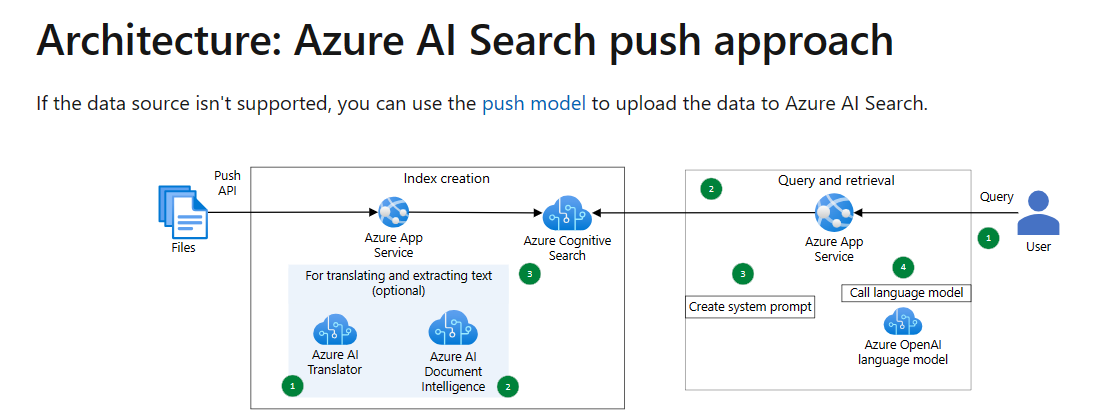 Architecture: Azure AI Search push approach
If the data source isn't supported, you can use the push model to upload the data to Azure AI Search.
Push
API
Files
Index creation
Azure App
Service
Azure Cognitive
Search
3
For translating and extracting text
(optional)
Azure AI
Translator
1
Azure AI
Document
Intelligence
2
Query and retrieval
2
Azure App
Service
Query
1
User
3
Create system prompt
4
Call language model
Azure OpenAI
language model